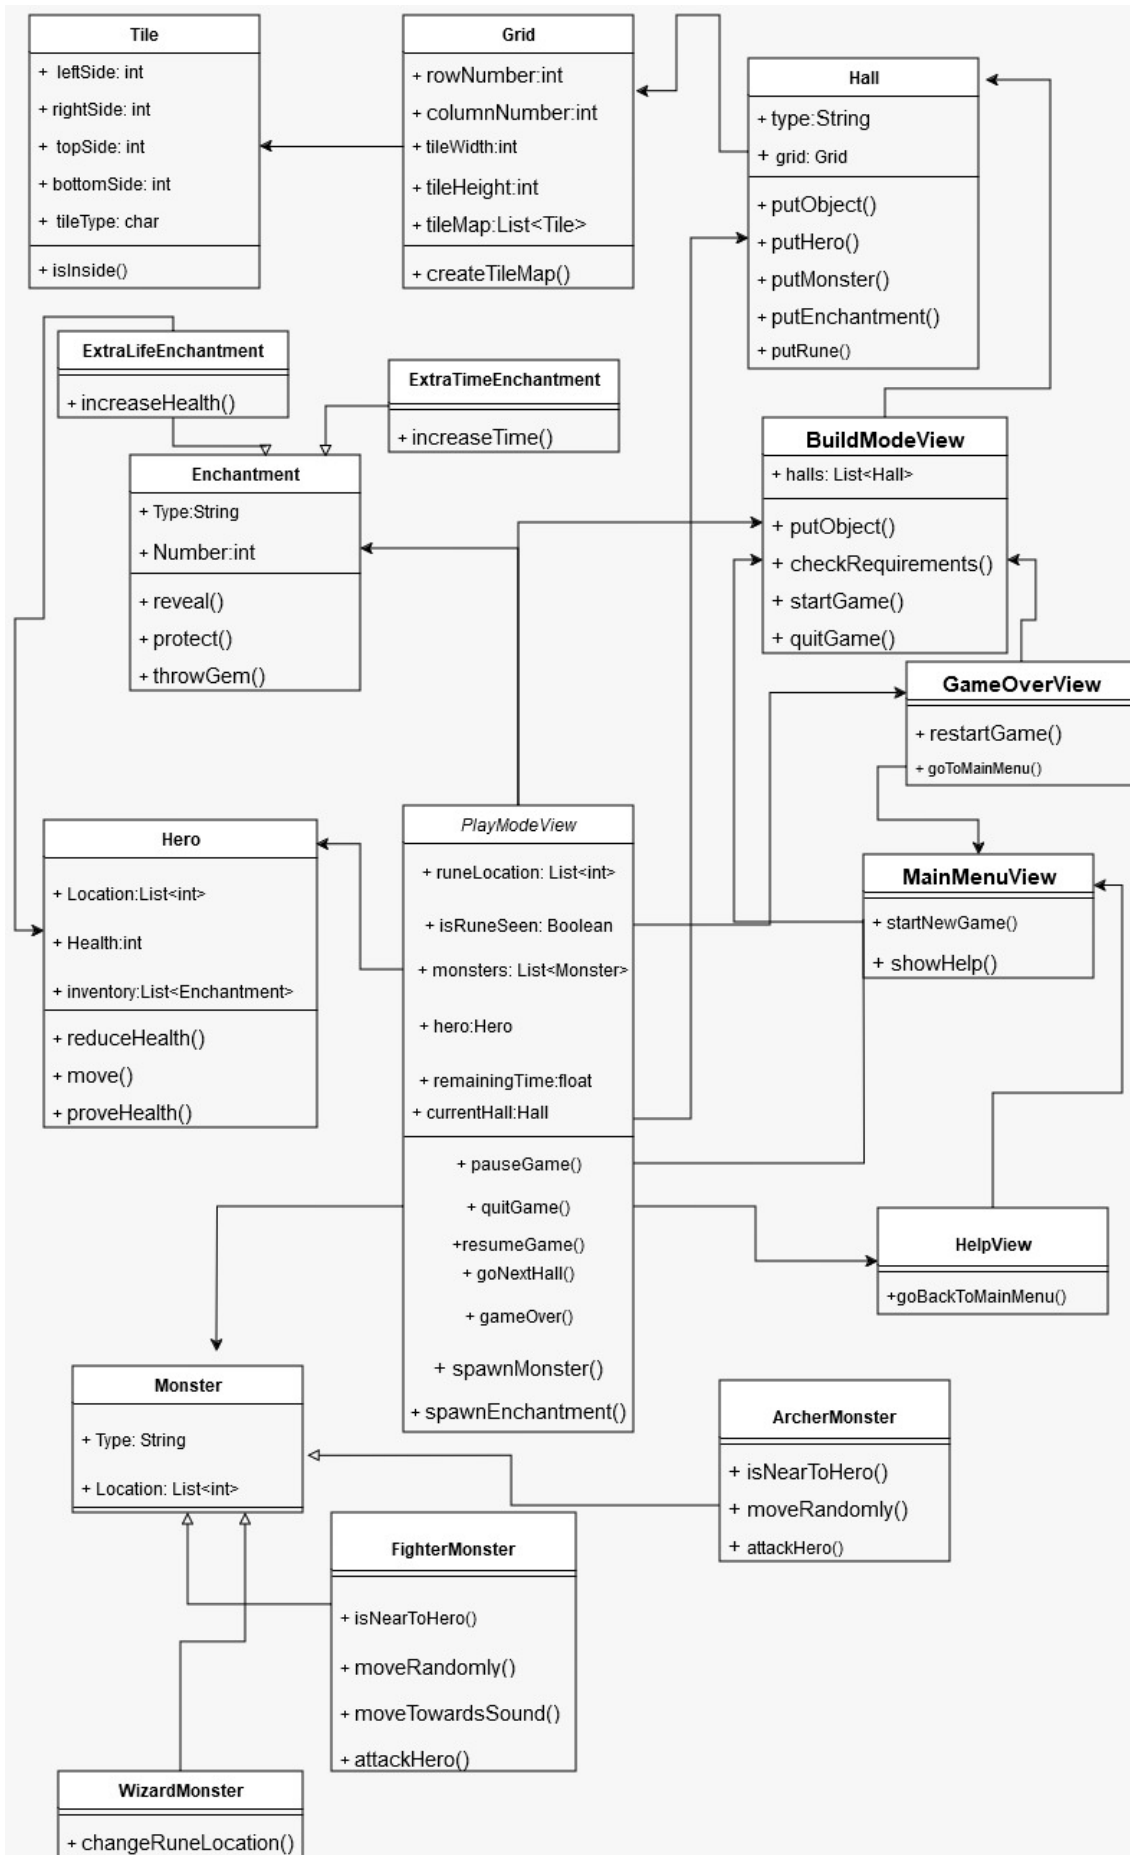 Tile
+ leftSide: int
+ rightSide: int
+ topSide: int
+ bottomSide: int
+ tileType: char
+ isInside()
Grid
+ rowNumber:int
+ columnNumber:int
+ tileWidth:int
+ tileHeight:int
+ tileMap:List<Tile>
+ createTileMap()
Hall
+ type:String
+ grid: Grid
+ putObject()
+ putHero()
+ putMonster()
+ putEnchantment()
+ putRune()
ExtraLifeEnchantment
+ increaseHealth()
ExtraTimeEnchantment
+ increaseTime()
Enchantment
+ Type:String
+ Number:int
+ reveal()
+ protect()
+ throwGem()
BuildModeView
+ halls: List<Hall>
+ putObject()
+ checkRequirements()
+ startGame()
+ quitGame()
GameOverView
+ restartGame()
+ goToMainMenu()
Hero
+ Location:List<int>
+ Health:int
+ inventory:List<Enchantment>
+ reduceHealth()
+ move()
+ proveHealth()
PlayModeView
+ runeLocation: List<int>
+ isRuneSeen: Boolean
+ monsters: List<Monster>
+ hero:Hero
+ remainingTime:float
+ currentHall:Hall
+ pauseGame()
+ quitGame()
+resumeGame()
+ goNextHall()
+ gameOver()
+ spawnMonster()
+ spawnEnchantment()
MainMenuView
+ startNewGame()
+ showHelp()
HelpView
+goBackToMainMenu()
Monster
+ Type: String
+ Location: List<int>
ArcherMonster
+ isNearToHero()
+ moveRandomly()
+ attackHero()
FighterMonster
+ isNearToHero()
+ moveRandomly()
+ moveTowardsSound()
+ attackHero()
WizardMonster
+ changeRuneLocation()